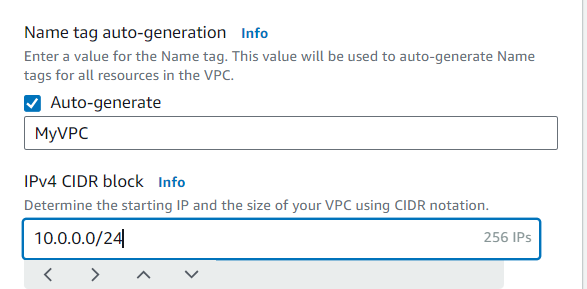 Name tag auto-generation Info
Enter a value for the Name tag. This value will be used to auto-generate Name
tags for all resources in the VPC.
Auto-generate
MyVPC
IPv4 CIDR block Info
Determine the starting IP and the size of your VPC using CIDR notation.
10.0.0.0/24 256 IPs